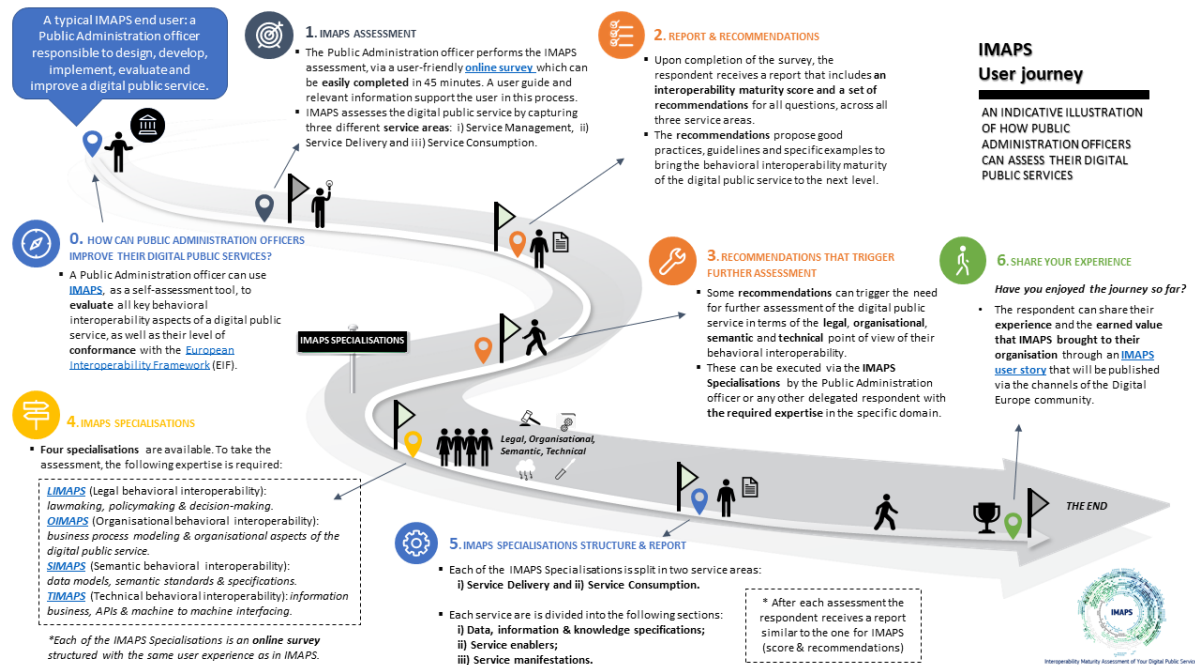 A typical IMAPS end user: a
Public Administration officer
responsible to design, develop,
implement, evaluate and
improve a digital public service.
1. IMAPS ASSESSMENT
▪ The Public Administration officer performs the IMAPS
assessment, via a user-friendly online survey which can
be easily completed in 45 minutes. A user guide and
relevant information support the user in this process.
▪ IMAPS assesses the digital public service by capturing
three different service areas: i) Service Management, ii)
Service Delivery and iii) Service Consumption.
2. REPORT & RECOMMENDATIONS
▪ Upon completion of the survey, the
respondent receives a report that includes an
interoperability maturity score and a set of
recommendations for all questions, across all
three service areas.
▪ The recommendations propose good
practices, guidelines and specific examples to
bring the behavioral interoperability maturity
of the digital public service to the next level.
IMAPS
User journey
AN INDICATIVE ILLUSTRATION
OF HOW PUBLIC
ADMINISTRATION OFFICERS
CAN ASSESS THEIR DIGITAL
PUBLIC SERVICES
0. HOW CAN PUBLIC ADMINISTRATION OFFICERS
IMPROVE THEIR DIGITAL PUBLIC SERVICES?
▪ A Public Administration officer can use
IMAPS, as a self-assessment tool, to
evaluate all key behavioral
interoperability aspects of a digital public
service, as well as their level of
conformance with the European
Interoperability Framework (EIF).
IMAPS SPECIALISATIONS
3. RECOMMENDATIONS THAT TRIGGER
FURTHER ASSESSMENT
▪ Some recommendations can trigger the need
for further assessment of the digital public
service in terms of the legal, organisational,
semantic and technical point of view of their
behavioral interoperability.
▪ These can be executed via the IMAPS
Specialisations by the Public Administration
officer or any other delegated respondent with
the required expertise in the specific domain.
6. SHARE YOUR EXPERIENCE
Have you enjoyed the journey so far?
• The respondent can share their
experience and the earned value
that IMAPS brought to their
organisation through an IMAPS
user story that will be published
via the channels of the Digital
Europe community.
4. IMAPS SPECIALISATIONS
▪ Four specialisations are available. To take the
assessment, the following expertise is required:
LIMAPS (Legal behavioral interoperability):
lawmaking, policymaking & decision-making.
OIMAPS (Organisational behavioral interoperability):
business process modeling & organisational aspects of the
digital public service.
SIMAPS (Semantic behavioral interoperability):
data models, semantic standards & specifications.
TIMAPS (Technical behavioral interoperability): information
business, APIs & machine to machine interfacing.
*Each of the IMAPS Specialisations is an online survey
structured with the same user experience as in IMAPS.
Legal, Organisational,
Semantic, Technical
THE END
5. IMAPS SPECIALISATIONS STRUCTURE & REPORT
▪ Each of the IMAPS Specialisations is split in two service areas:
i) Service Delivery and ii) Service Consumption.
▪ Each service are is divided into the following sections:
i) Data, information & knowledge specifications;
ii) Service enablers;
iii) Service manifestations.
* After each assessment the
respondent receives a report
similar to the one for IMAPS
(score & recommendations)
IMAPS
Interoperability Maturity Assessment of Your Digital Public Servic